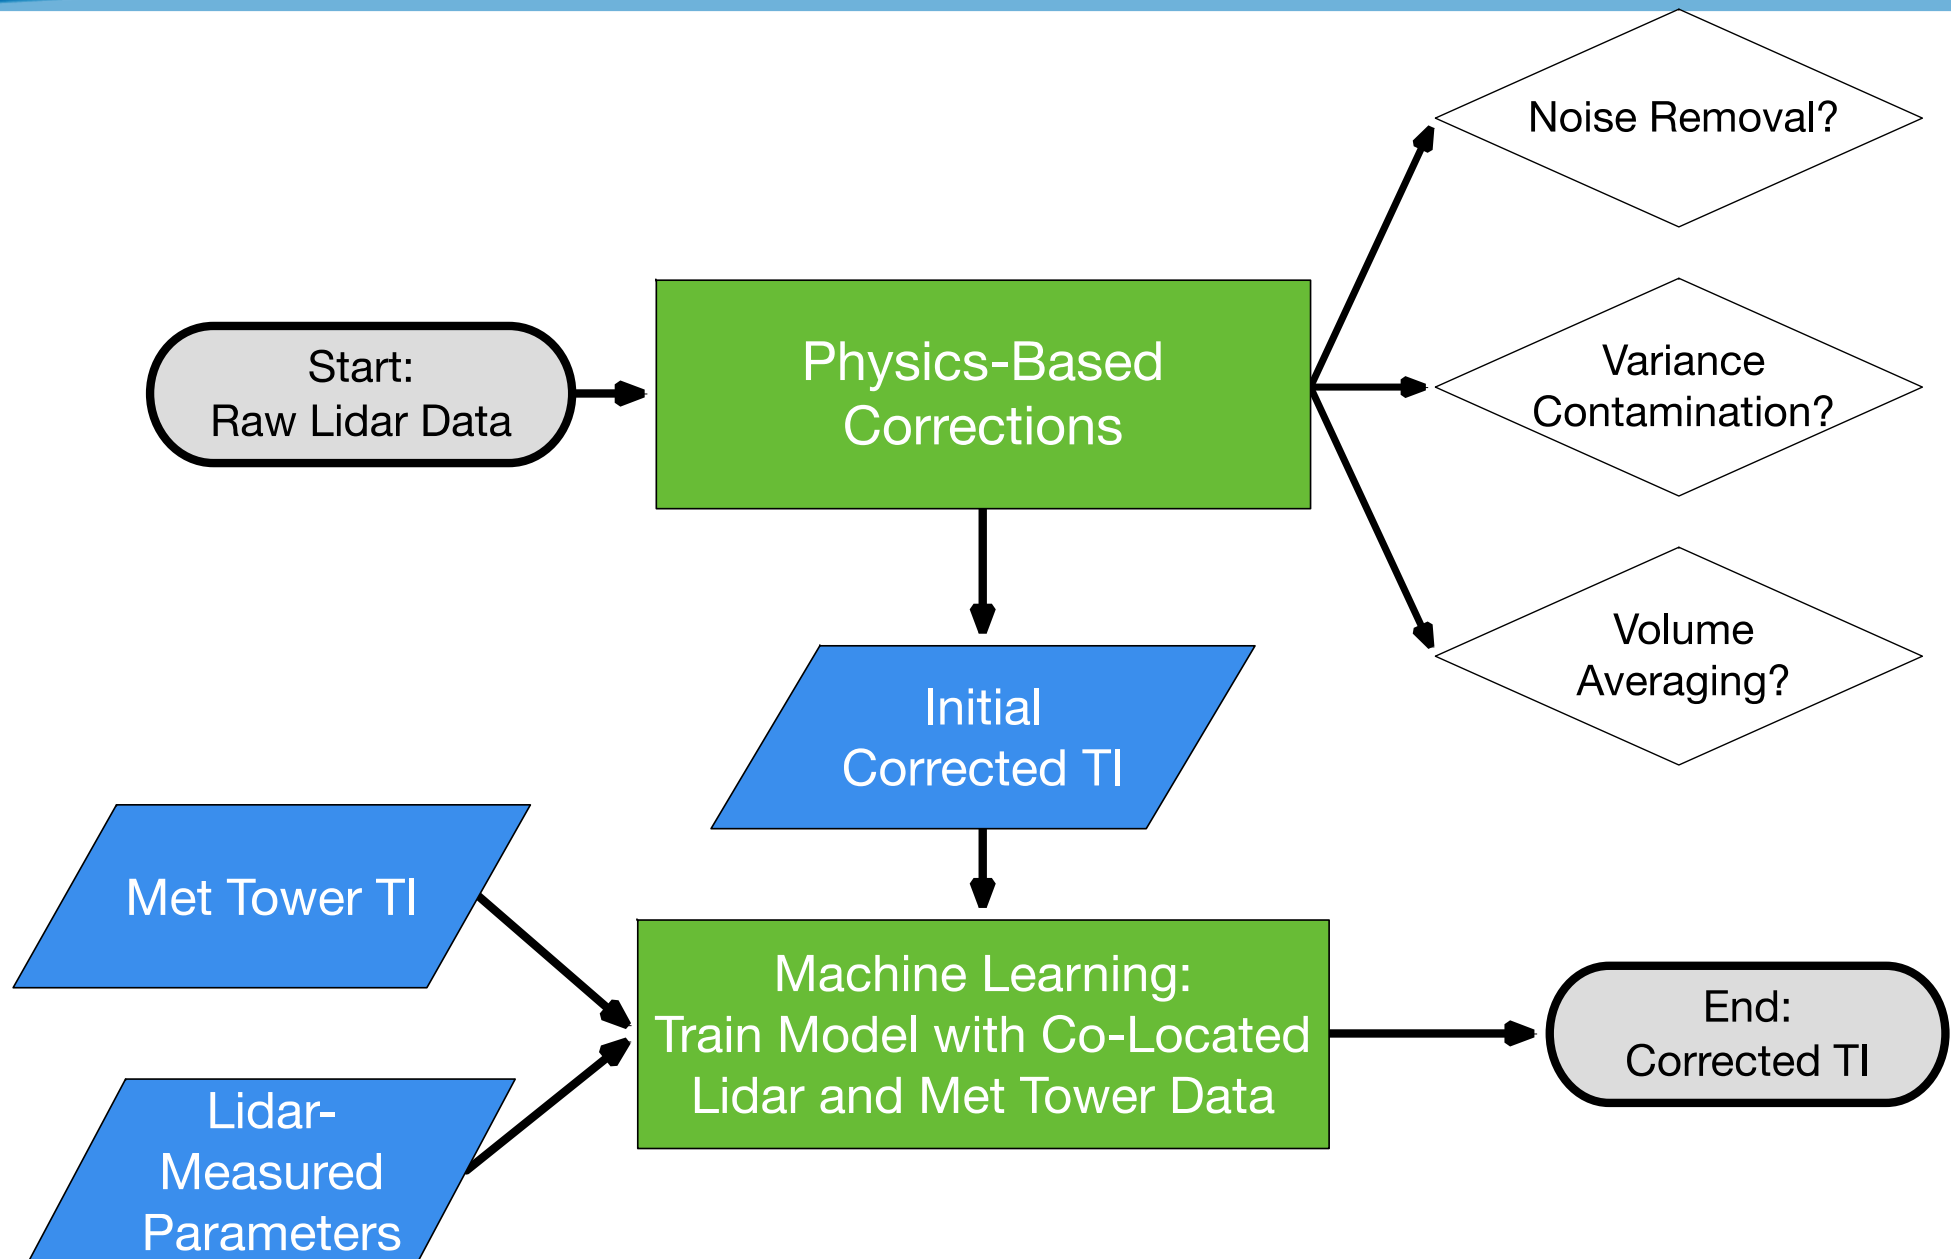 Noise Removal?
Start:
Raw Lidar Data
Physics-Based
Corrections
Variance
Contamination?
Volume
Averaging?
Initial
Corrected TI
Met Tower TI
Machine Learning:
Train Model with Co-Located
Lidar and Met Tower Data
End:
Corrected TI
Lidar-
Measured
Parameters